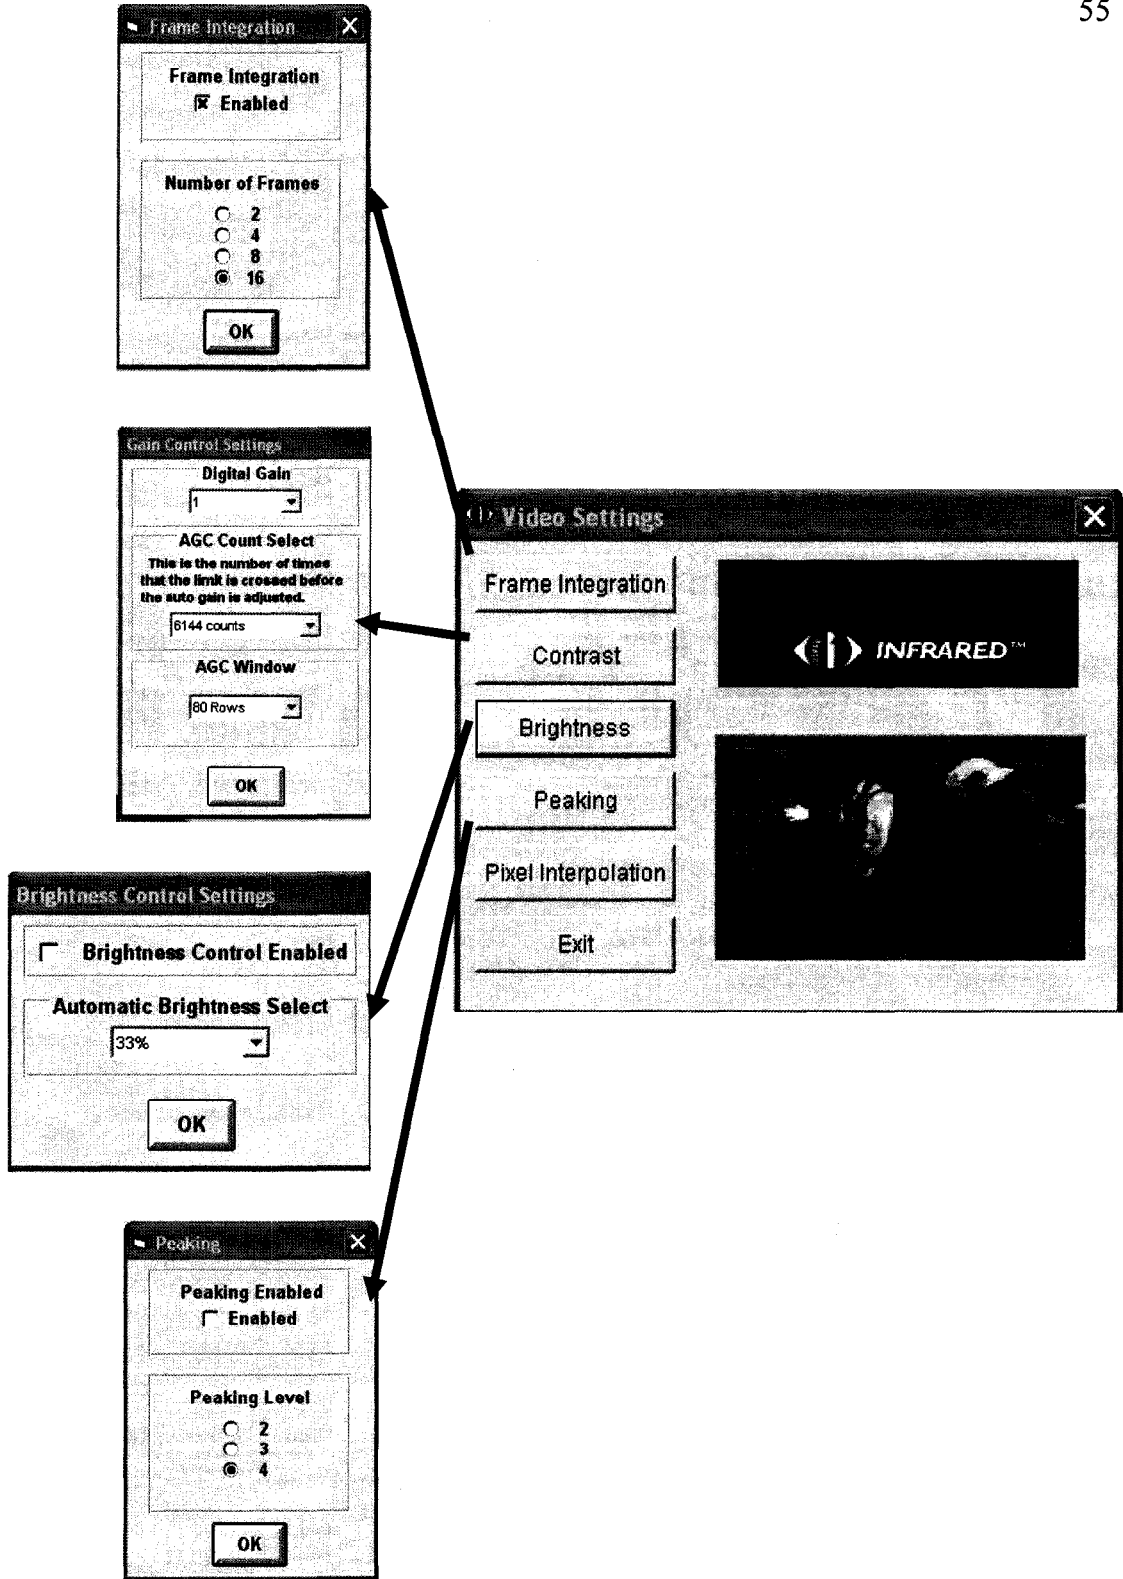 55
Frame Integration
Frame Integration
Enabled
Number of Frames
2
4
8
16
OK
Gain Control Settings
Digital Gain
1
AGC Count Select
This is the number of times
that the limit is crossed before
the auto gain is adjusted.
6144 counts
AGC Window
80 Rows
OK
Brightness Control Settings
Brightness Control Enabled
Automatic Brightness Select
33%
OK
Peaking
Peaking Enabled
Enabled
Peaking Level
2
3
4
OK
Video Settings
Frame Integration
Contrast
Brightness
Peaking
Pixel Interpolation
Exit
INFRARED™